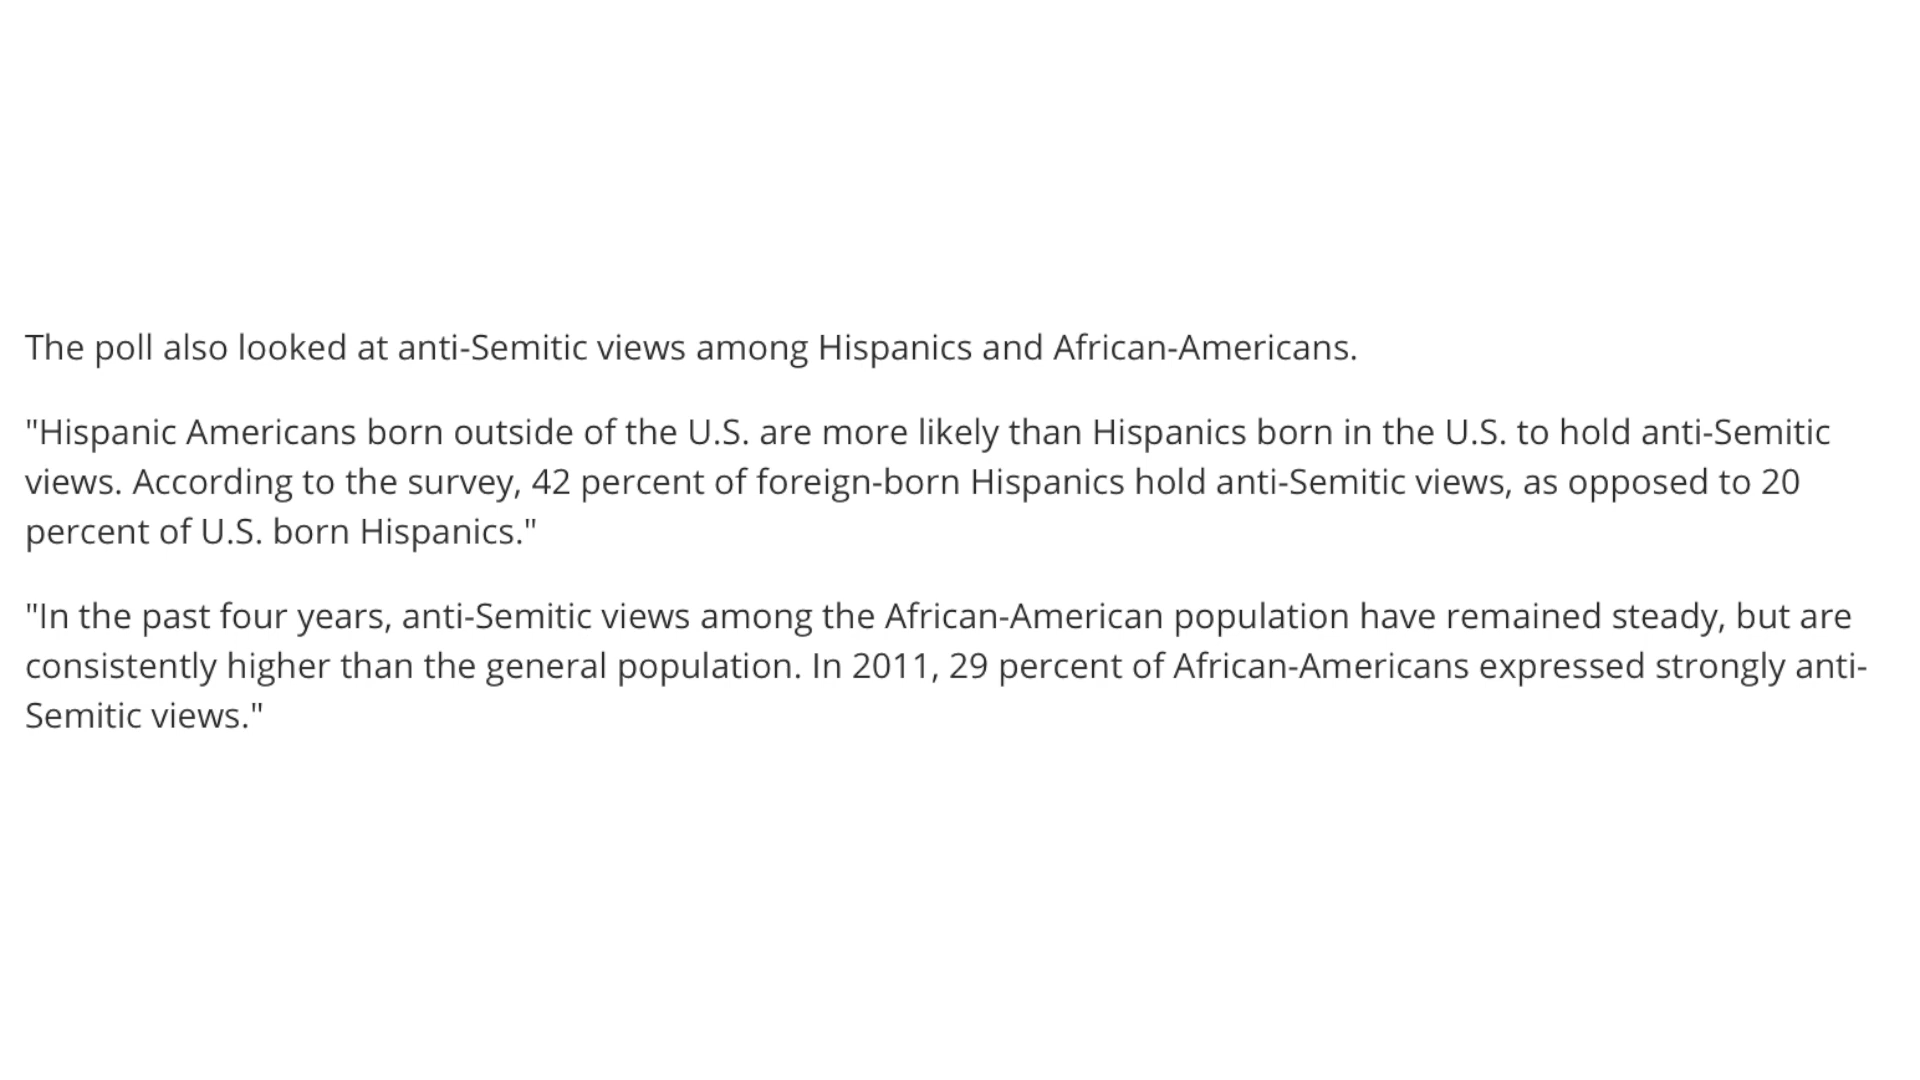 The poll also looked at anti-Semitic views among Hispanics and African-Americans.
"Hispanic Americans born outside of the U.S. are more likely than Hispanics born in the U.S. to hold anti-Semitic
views. According to the survey, 42 percent of foreign-born Hispanics hold anti-Semitic views, as opposed to 20
percent of U.S. born Hispanics."
"In the past four years, anti-Semitic views among the African-American population have remained steady, but are
consistently higher than the general population. In 2011, 29 percent of African-Americans expressed strongly anti-
Semitic views."